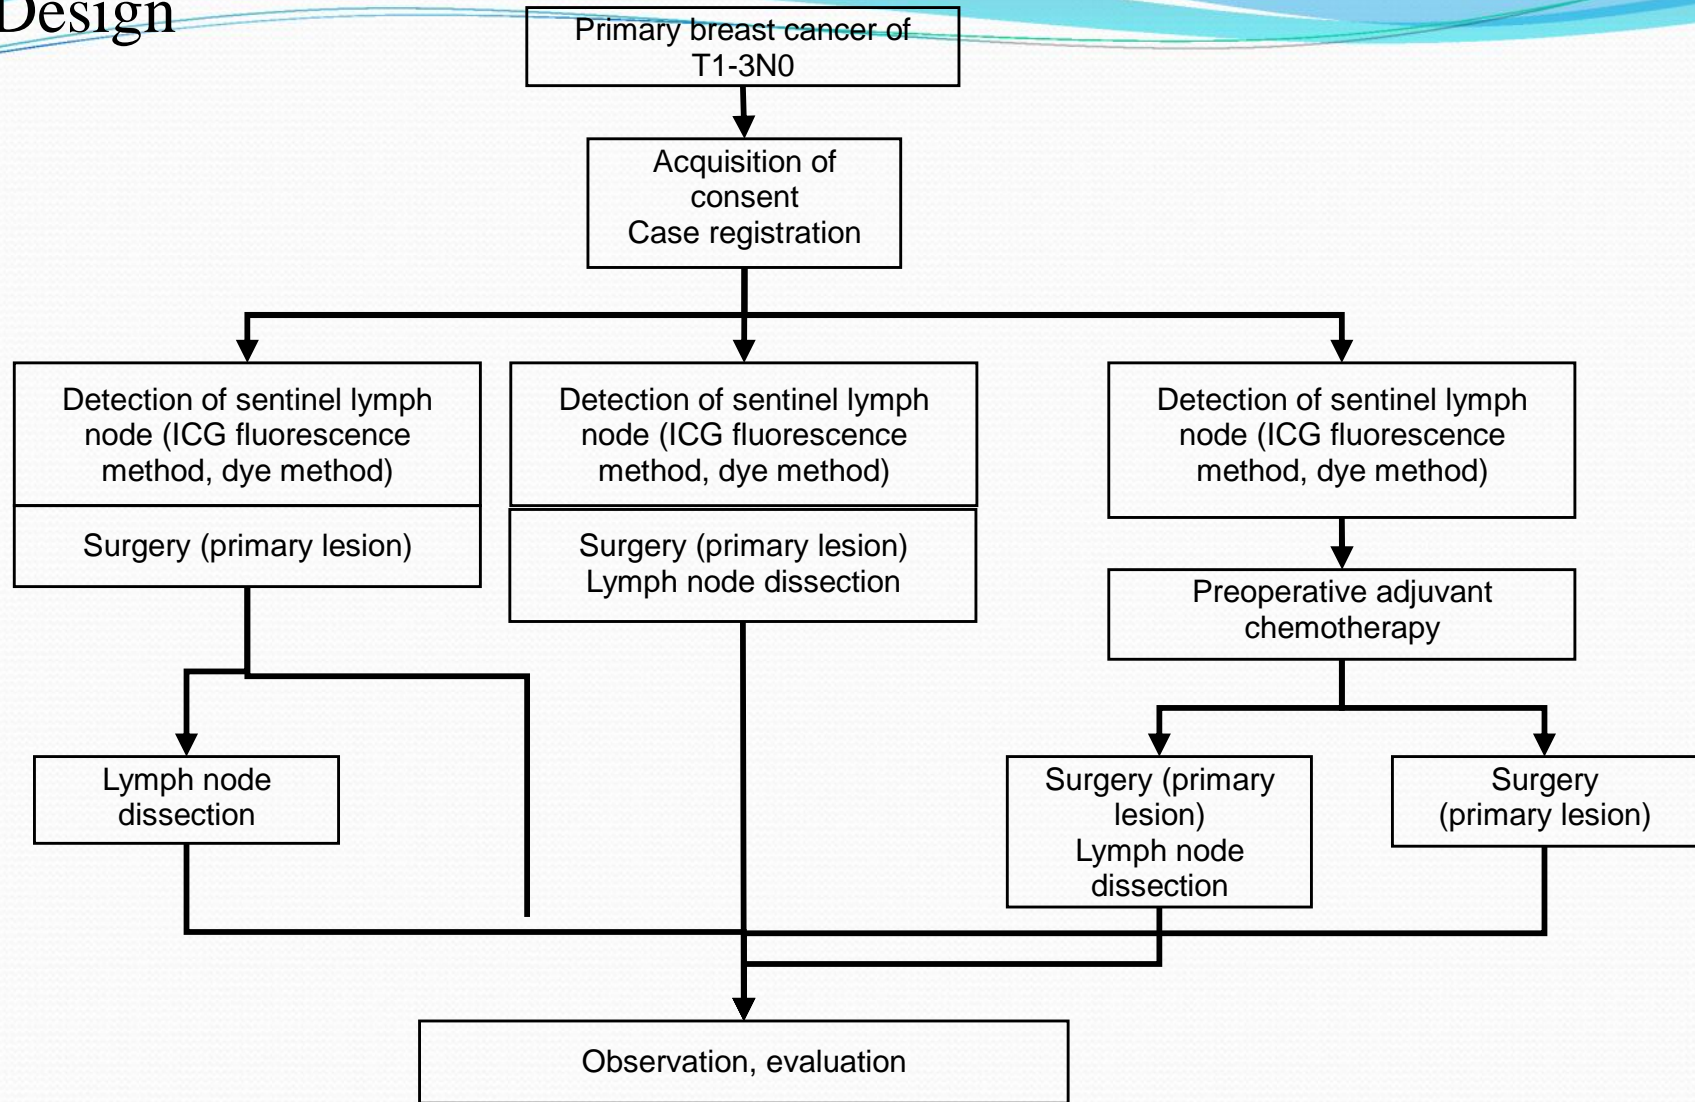 Design
Primary breast cancer of
T1-3N0
Acquisition of
consent
Case registration
Detection of sentinel lymph
node (ICG fluorescence
method, dye method)
Surgery (primary lesion)
Detection of sentinel lymph
node (ICG fluorescence
method, dye method)
Surgery (primary lesion)
Lymph node dissection
Detection of sentinel lymph
node (ICG fluorescence
method, dye method)
Preoperative adjuvant
chemotherapy
Lymph node
dissection
Surgery (primary
lesion)
Lymph node
dissection
Surgery
(primary lesion)
Observation, evaluation